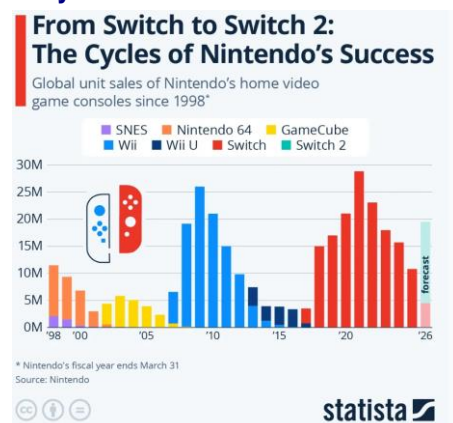 From Switch to Switch 2:
The Cycles of Nintendo's Success
Global unit sales of Nintendo's home video
game consoles since 1998*
SNES Nintendo 64 GameCube
Wii Wii U Switch Switch 2
30M
25M
20M
15M
10M
5M
0M
forecast
'98 '00 '05 '10 '15 '20 '26
* Nintendo's fiscal year ends March 31
Source: Nintendo
cc
statista